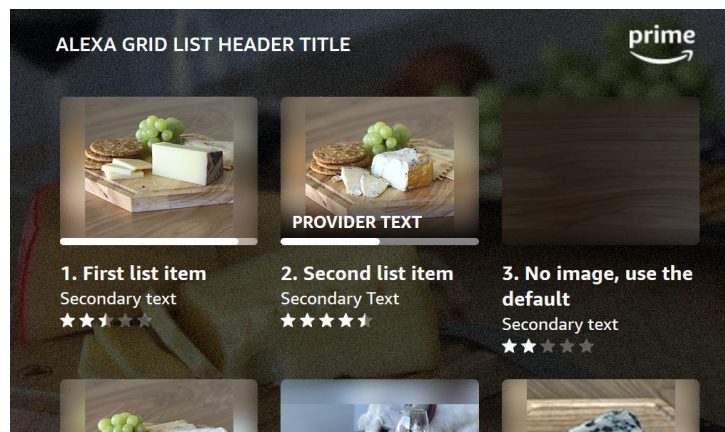 ALEXA GRID LIST HEADER TITLE
prime
PROVIDER TEXT
1. First list item
Secondary text
2. Second list item
Secondary Text
3. No image, use the
default
Secondary text